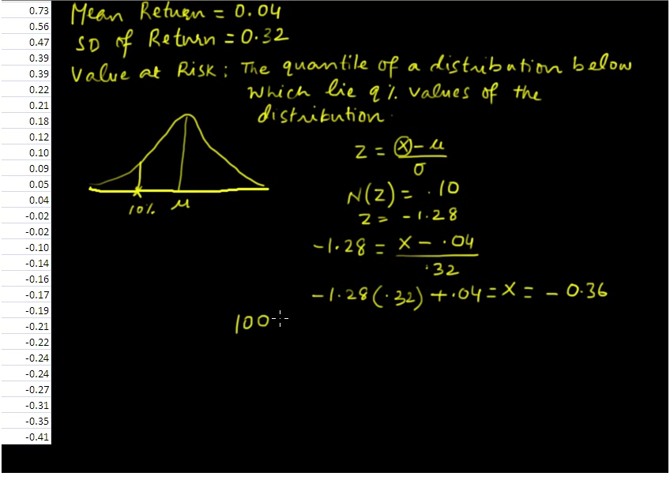 0.73
0.56
0.47
0.39
0.39
0.22
0.21
0.18
0.12
0.10
0.09
0.05
0.04
-0.02
-0.02
-0.10
-0.14
-0.16
-0.17
-0.19
-0.21
-0.22
-0.24
-0.27
-0.31
-0.35
-0.41
Mean Return = 0.04
SD of Return = 0.32
Value at Risk : The quantile of a distribution below
which lie q % values of the
distribution.
10% μ
Z = X - μ
σ
N(Z) = .10
Z = -1.28
-1.28 = X - .04
.32
-1.28(.32) + .04 = X = - 0.36
100